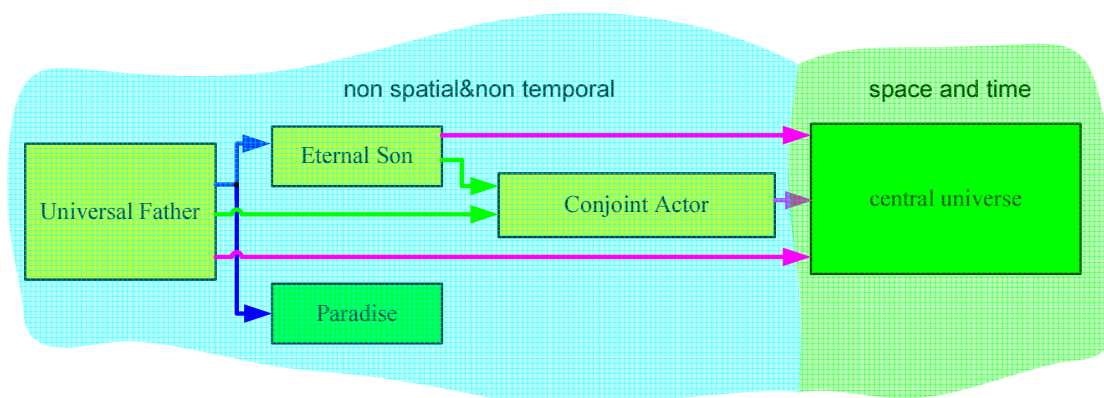 non spatial&non temporal
space and time
Eternal Son
Universal Father
Conjoint Actor
central universe
Paradise